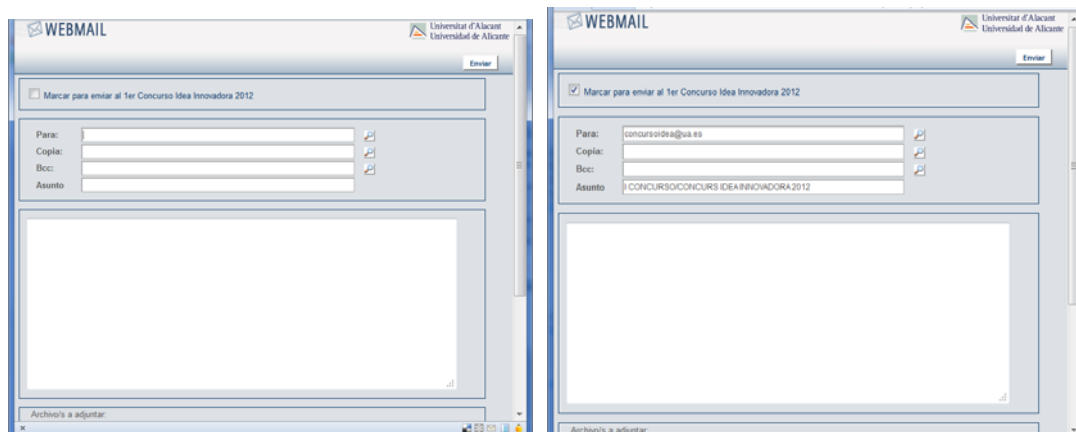 WEBMAIL
Universitat d'Alacant
Universidad de Alicante
Enviar
Marcar para enviar al 1er Concurso Idea Innovadora 2012
Para:
Copia:
Bcc:
Asunto
Archivo/s a adjuntar:
WEBMAIL
Universitat d'Alacant
Universidad de Alicante
Enviar
Marcar para enviar al 1er Concurso Idea Innovadora 2012
Para: concursoidea@ua.es
Copia:
Bcc:
Asunto I CONCURSO/CONCURS IDEA INNOVADORA 2012
Archivo/s a adjuntar: